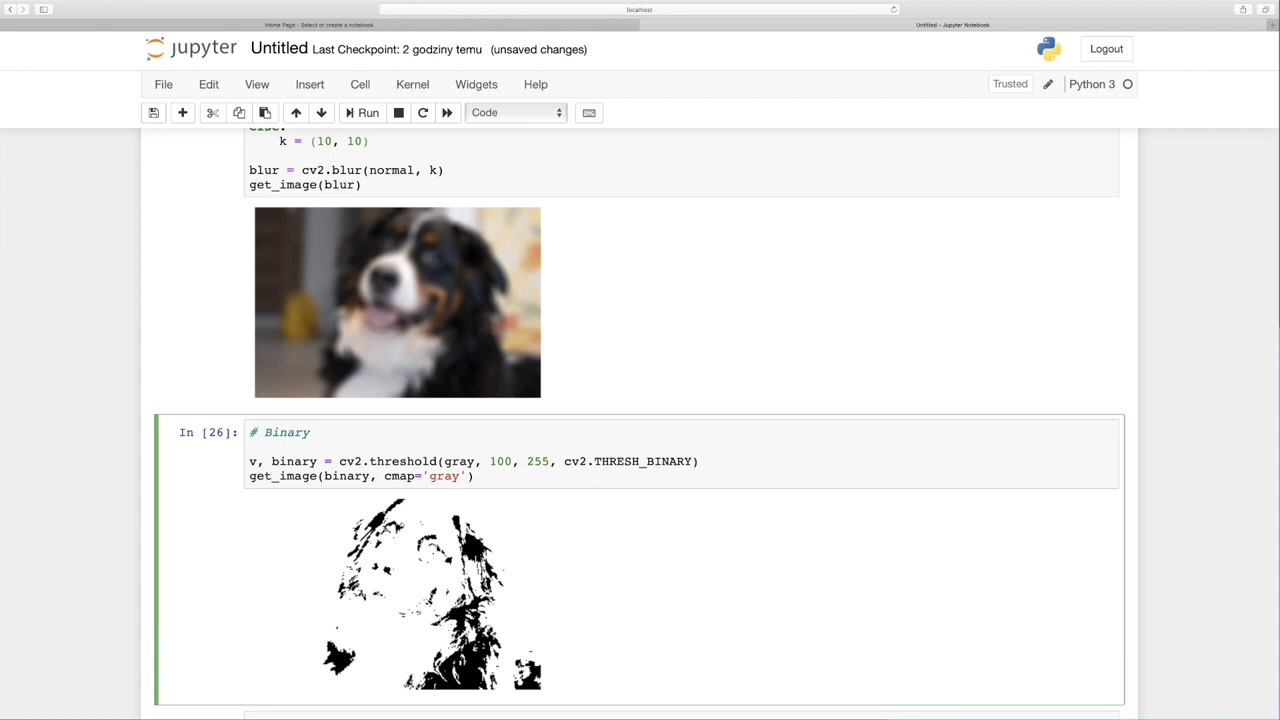 localhost
Home Page - Select or create a notebook
Untitled - Jupyter Notebook
jupyter Untitled Last Checkpoint: 2 godziny temu (unsaved changes)
Logout
File Edit View Insert Cell Kernel Widgets Help
Trusted
Python 3
Run
Code
else:
k = (10, 10)
blur = cv2.blur(normal, k)
get_image(blur)
In [26]:
# Binary
v, binary = cv2.threshold(gray, 100, 255, cv2.THRESH_BINARY)
get_image(binary, cmap='gray')